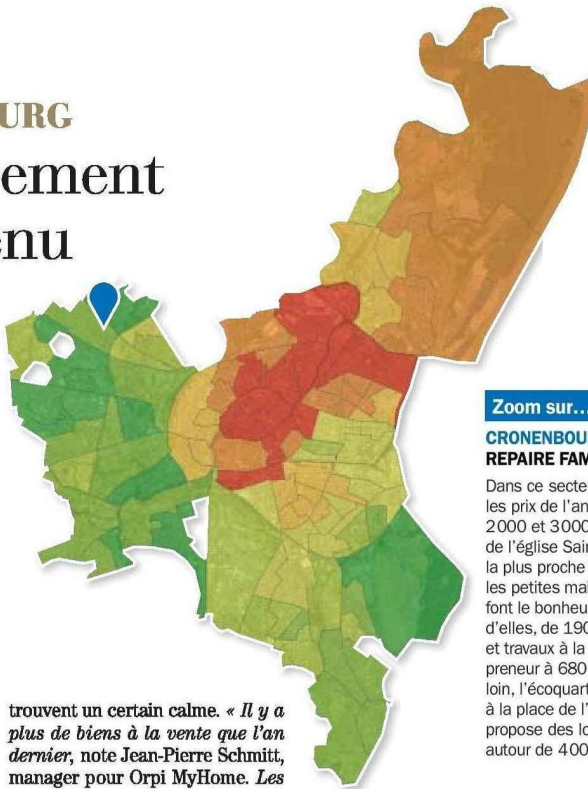 URG
ement
enu
trouvent un certain calme. « Il y a
plus de biens à la vente que l'an
dernier, note Jean-Pierre Schmitt,
manager pour Orpi MyHome. Les
Zoom sur…
CRONENBOU
REPAIRE FAM
Dans ce secte
les prix de l'an
2000 et 3000
de l'église Sain
la plus proche
les petites mai
font le bonheu
d'elles, de 190
et travaux à la
preneur à 680
loin, l'écoquart
à la place de l'
propose des lo
autour de 400